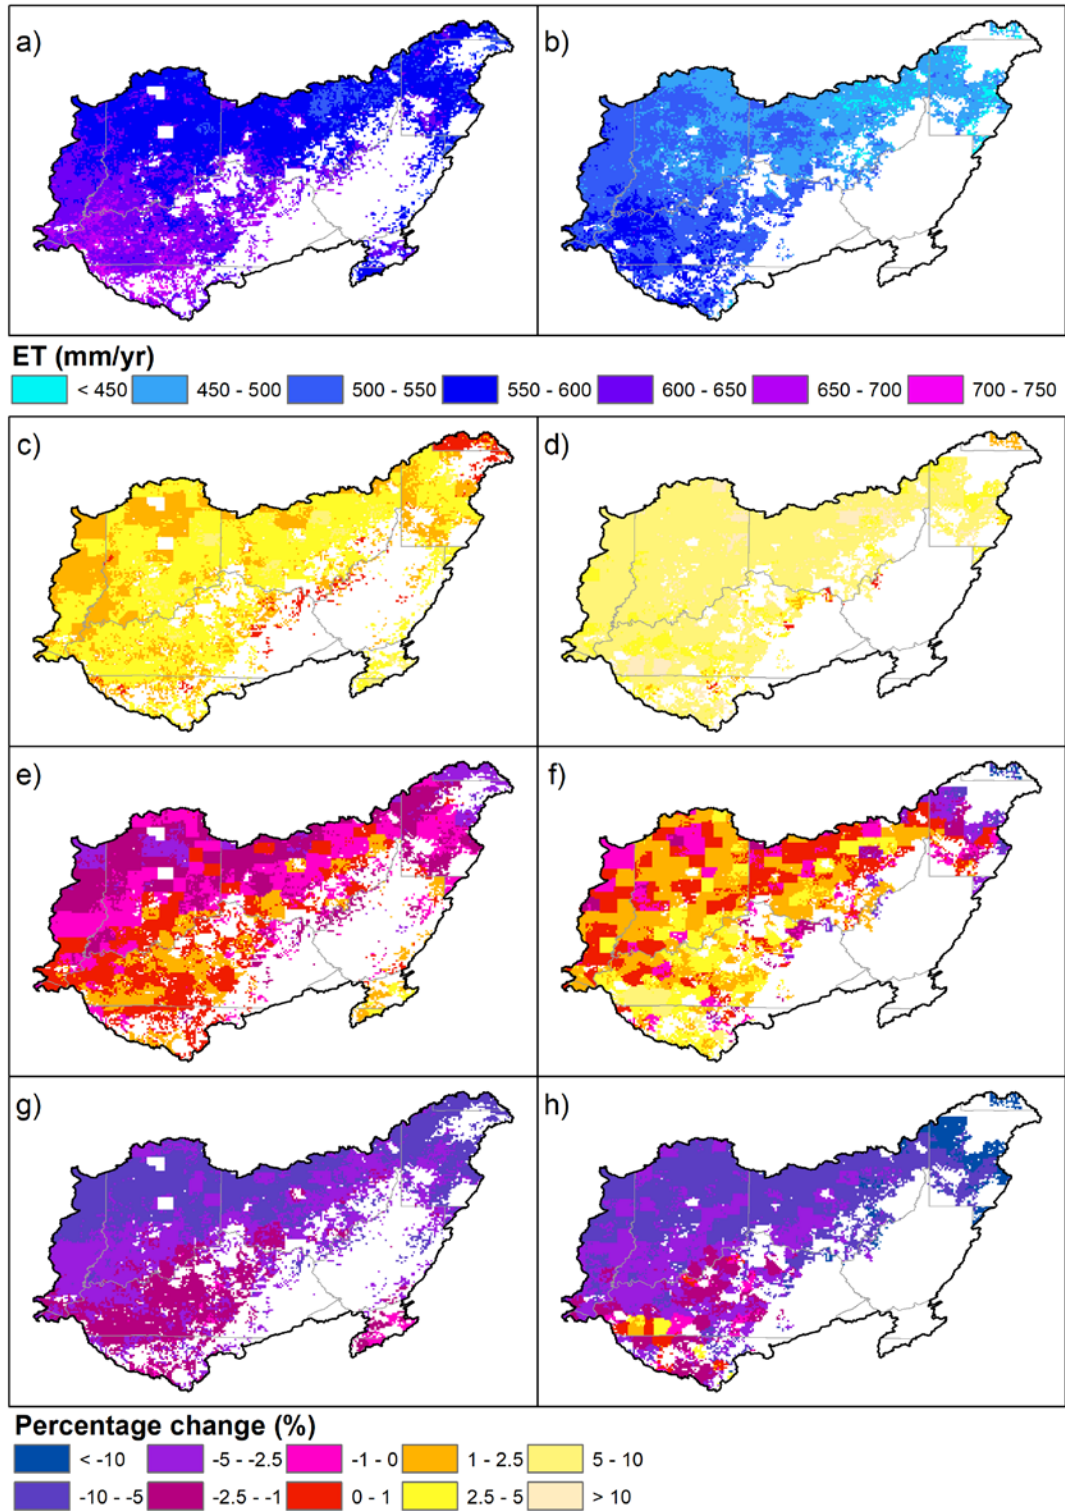 a)
b)
ET (mm/yr)
< 450 450 - 500 500 - 550 550 - 600 600 - 650 650 - 700 700 - 750
c)
d)
e)
f)
g)
h)
Percentage change (%)
< -10 -5 - -2.5 -1 - 0 1 - 2.5 5 - 10
-10 - -5 -2.5 - -1 0 - 1 2.5 - 5 > 10